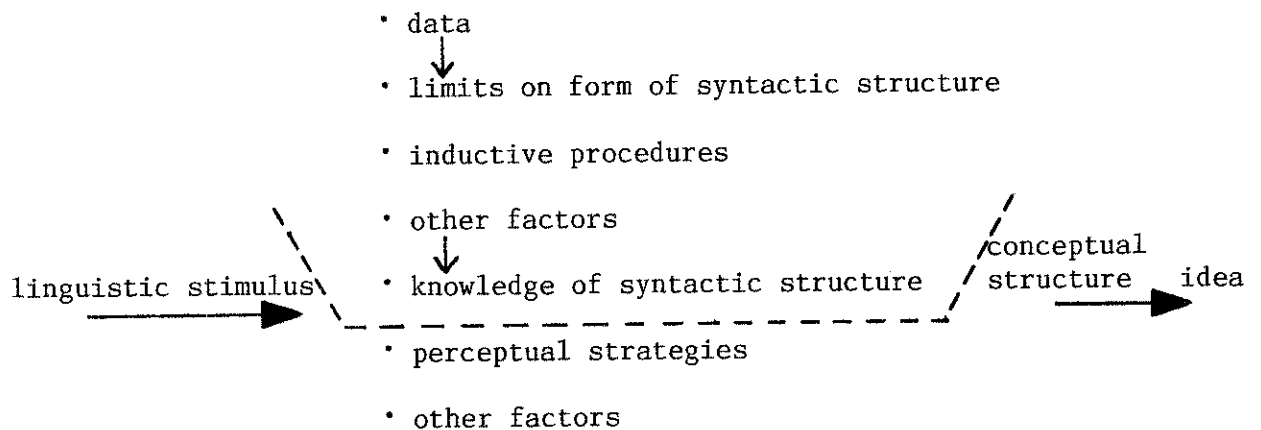 · data
· limits on form of syntactic structure
· inductive procedures
· other factors
linguistic stimulus
· knowledge of syntactic structure
conceptual
structure
idea
· perceptual strategies
· other factors